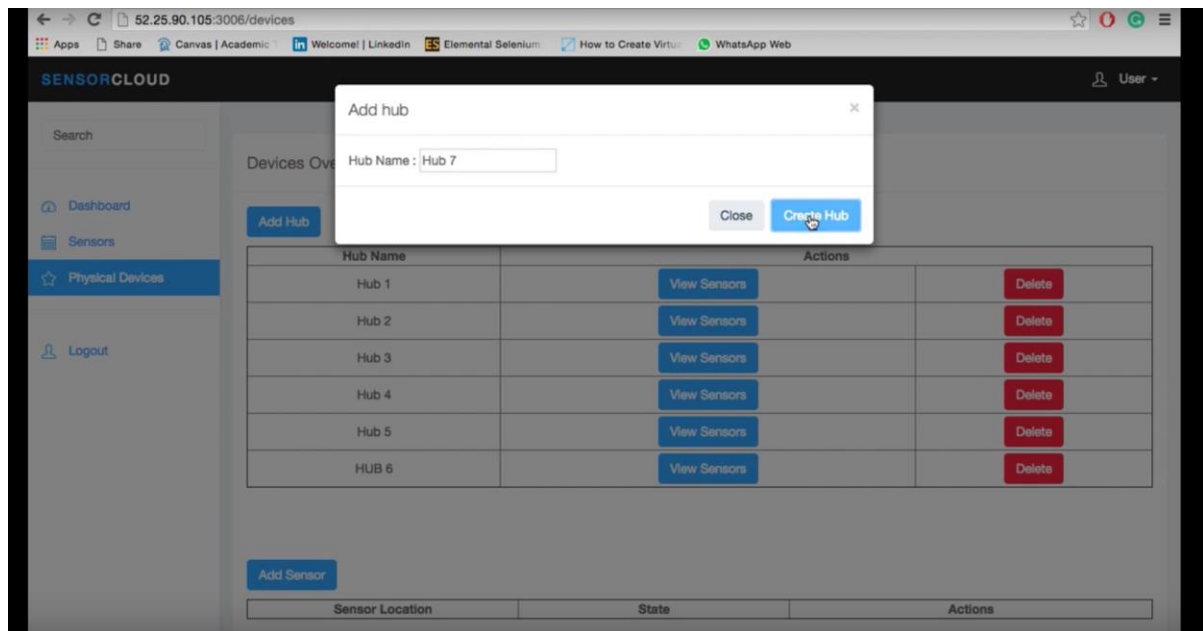 52.25.90.105:3006/devices
Apps Share Canvas | Academic Welcome! | LinkedIn ES Elemental Selenium How to Create Virtu WhatsApp Web
SENSORCLOUD User
Add hub ×
Search
Devices Ove
Hub Name : Hub 7
Close Create Hub
Dashboard
Add Hub
Sensors
Hub Name Actions
Physical Devices
Hub 1 View Sensors Delete
Hub 2 View Sensors Delete
Logout
Hub 3 View Sensors Delete
Hub 4 View Sensors Delete
Hub 5 View Sensors Delete
HUB 6 View Sensors Delete
Add Sensor
Sensor Location State Actions